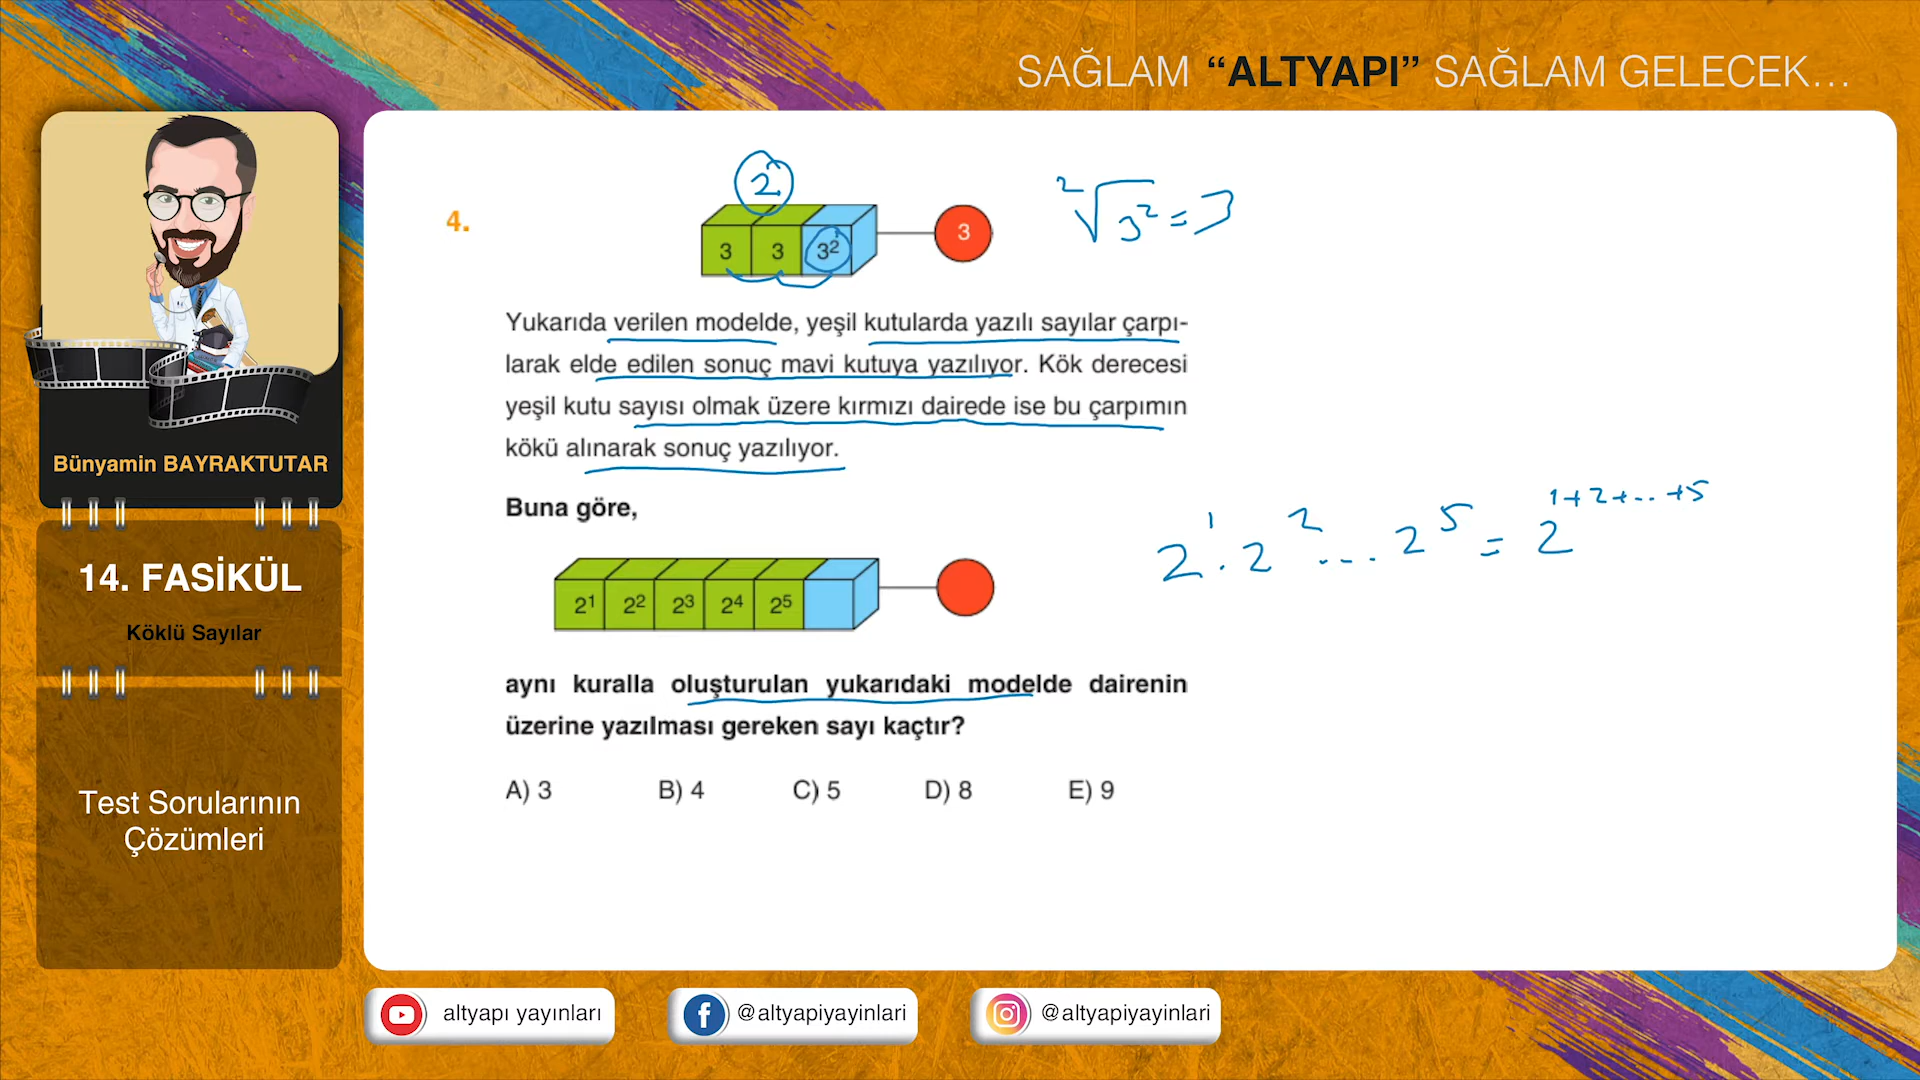 SAĞLAM “ALTYAPI” SAĞLAM GELECEK...
Bünyamin BAYRAKTUTAR
14. FASİKÜL
Köklü Sayılar
Test Sorularının
Çözümleri
4.
2
3 3 3² 3
²√3² = 3
Yukarıda verilen modelde, yeşil kutularda yazılı sayılar çarpı-
larak elde edilen sonuç mavi kutuya yazılıyor. Kök derecesi
yeşil kutu sayısı olmak üzere kırmızı dairede ise bu çarpımın
kökü alınarak sonuç yazılıyor.
Buna göre,
2¹ · 2² ... 2⁵ = 2^(1+2+...+5)
2¹ 2² 2³ 2⁴ 2⁵
aynı kuralla oluşturulan yukarıdaki modelde dairenin
üzerine yazılması gereken sayı kaçtır?
A) 3 B) 4 C) 5 D) 8 E) 9
altyapı yayınları @altyapiyayinlari @altyapiyayinlari